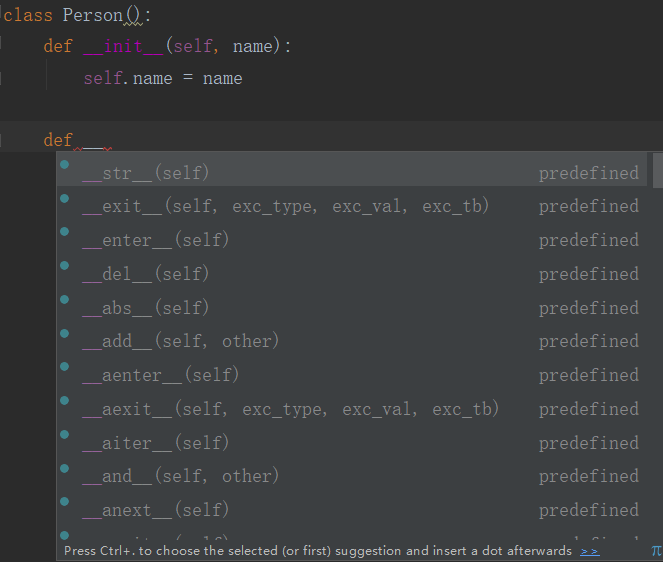 class Person():
def __init__(self, name):
self.name = name
def __
__str__(self) predefined
__exit__(self, exc_type, exc_val, exc_tb) predefined
__enter__(self) predefined
__del__(self) predefined
__abs__(self) predefined
__add__(self, other) predefined
__aenter__(self) predefined
__aexit__(self, exc_type, exc_val, exc_tb) predefined
__aiter__(self) predefined
__and__(self, other) predefined
__anext__(self) predefined
Press Ctrl+. to choose the selected (or first) suggestion and insert a dot afterwards >> π